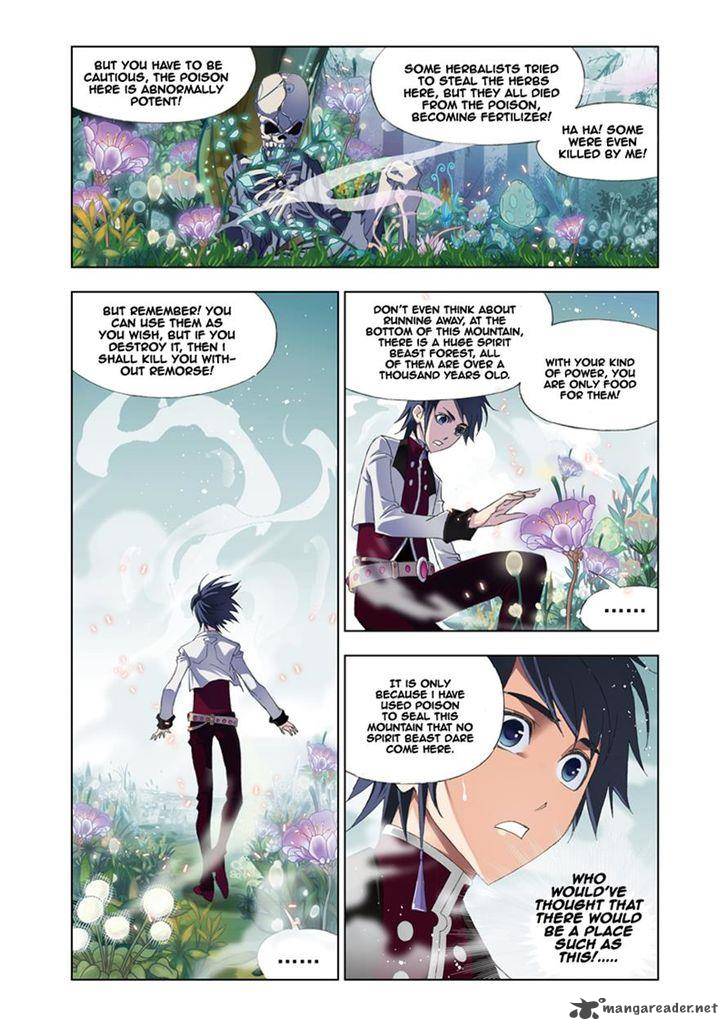 BUT YOU HAVE TO BE
CAUTIOUS, THE POISON
HERE IS ABNORMALLY
POTENT!
SOME HERBALISTS TRIED
TO STEAL THE HERBS
HERE, BUT THEY ALL DIED
FROM THE POISON,
BECOMING FERTILIZER!
HA HA! SOME
WERE EVEN
KILLED BY ME!
BUT REMEMBER! YOU
CAN USE THEM AS
YOU WISH, BUT IF YOU
DESTROY IT, THEN I
SHALL KILL YOU WITH-
OUT REMORSE!
......
DON'T EVEN THINK ABOUT
RUNNING AWAY, AT THE
BOTTOM OF THIS MOUNTAIN,
THERE IS A HUGE SPIRIT
BEAST FOREST, ALL
OF THEM ARE OVER A
THOUSAND YEARS OLD.
WITH YOUR KIND
OF POWER, YOU
ARE ONLY FOOD
FOR THEM!
......
IT IS ONLY
BECAUSE I HAVE
USED POISON
TO SEAL THIS
MOUNTAIN THAT NO
SPIRIT BEAST DARE
COME HERE.
WHO
WOULD'VE
THOUGHT THAT
THERE WOULD
BE A PLACE
SUCH AS
THIS!.....
mangareader.net